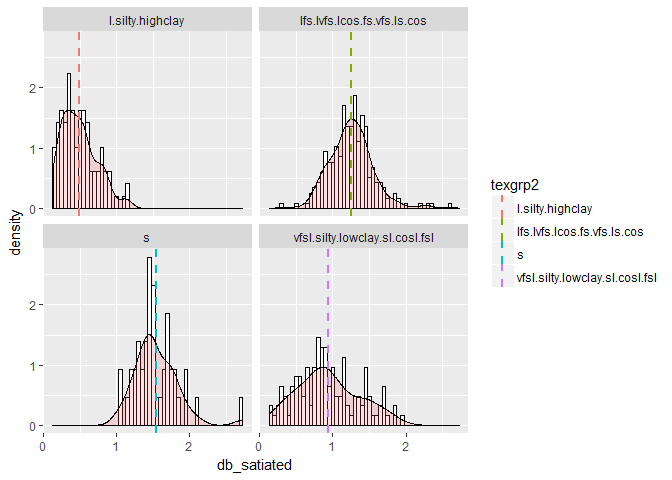 l.silty.highclay
lfs.lvfs.lcos.fs.vfs.ls.cos
2
1
0
density
s
vfsl.silty.lowclay.sl.cosl.fsl
2
1
0
0
1
2
0
1
2
db_satiated
texgrp2
l.silty.highclay
lfs.lvfs.lcos.fs.vfs.ls.cos
s
vfsl.silty.lowclay.sl.cosl.fsl